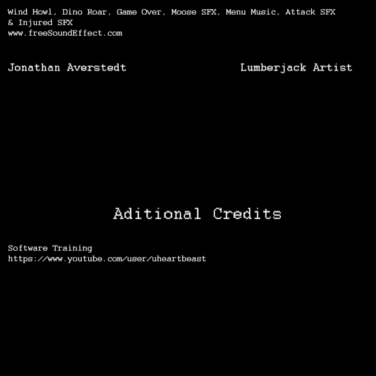 Wind Howl, Dino Roar, Game Over, Moose SFX, Menu Music, Attack SFX
& Injured SFX
www.freeSoundEffect.com
Jonathan Averstedt Lumberjack Artist
Aditional Credits
Software Training
https://www.youtube.com/user/uheartbeast